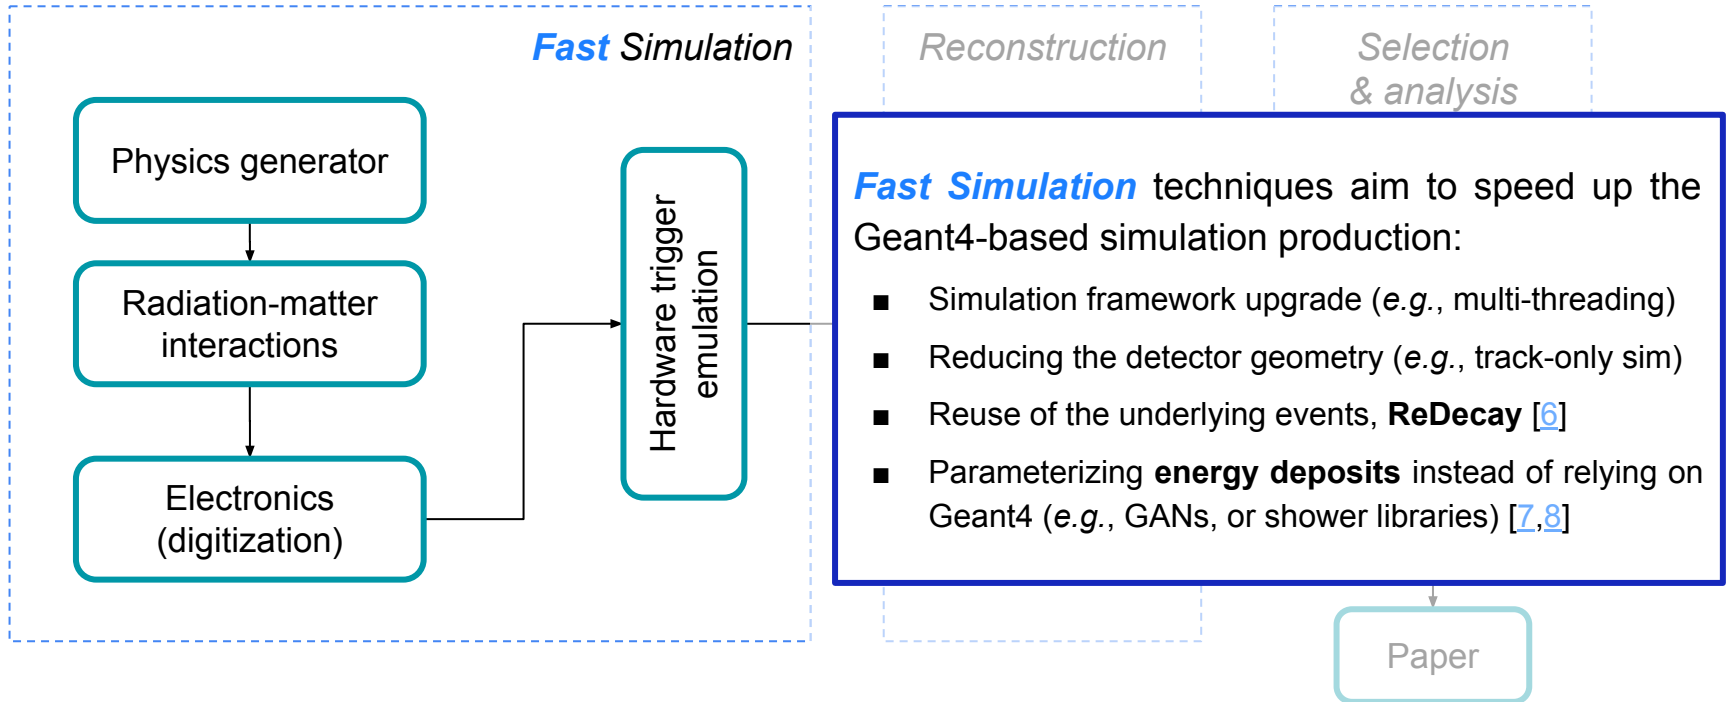 Fast Simulation
Physics generator
Radiation-matter
interactions
Electronics
(digitization)
Hardware trigger
emulation
Reconstruction
Selection
& analysis
Fast Simulation techniques aim to speed up the
Geant4-based simulation production:
■ Simulation framework upgrade (e.g., multi-threading)
■ Reducing the detector geometry (e.g., track-only sim)
■ Reuse of the underlying events, ReDecay [6]
■ Parameterizing energy deposits instead of relying on
Geant4 (e.g., GANs, or shower libraries) [7,8]
Paper